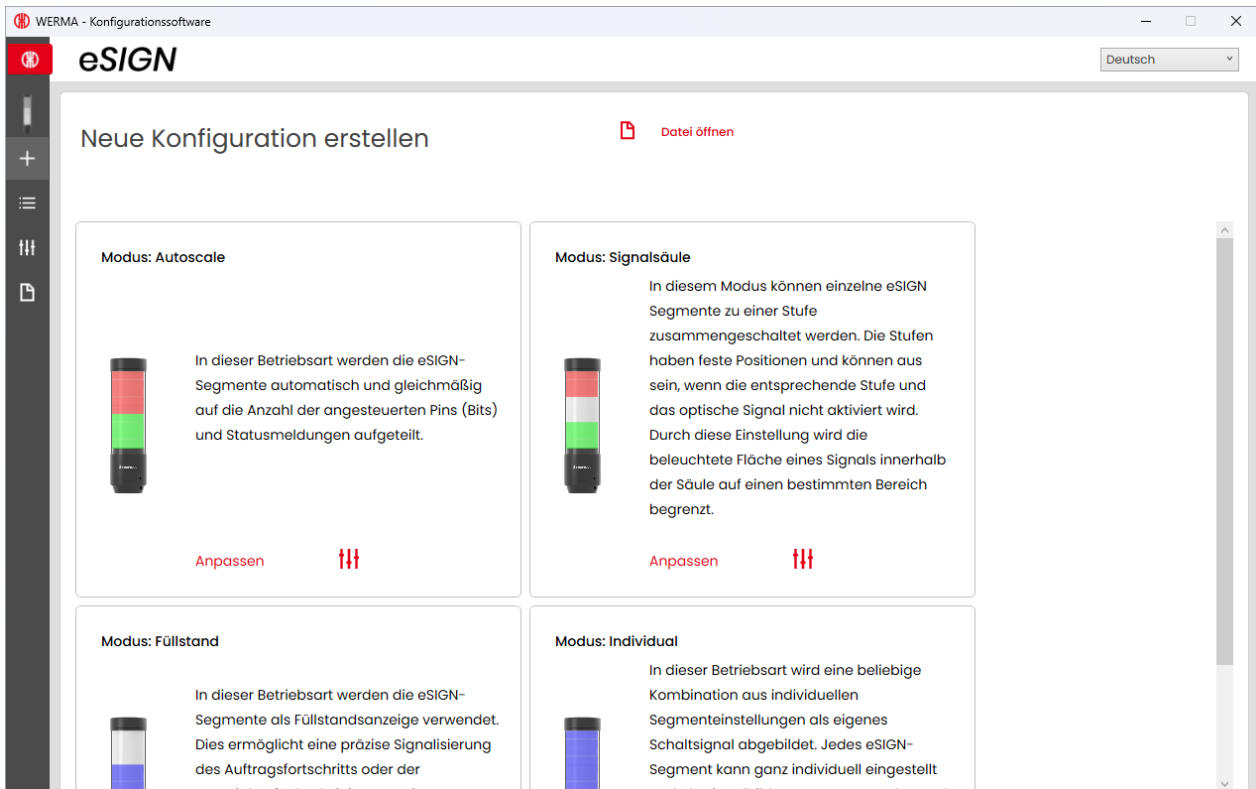 WERMA - Konfigurationssoftware
eSIGN
Deutsch
Neue Konfiguration erstellen
Datei öffnen
Modus: Autoscale
In dieser Betriebsart werden die eSIGN-
Segmente automatisch und gleichmäßig
auf die Anzahl der angesteuerten Pins (Bits)
und Statusmeldungen aufgeteilt.
Anpassen
Modus: Signalsäule
In diesem Modus können einzelne eSIGN
Segmente zu einer Stufe
zusammengeschaltet werden. Die Stufen
haben feste Positionen und können aus
sein, wenn die entsprechende Stufe und
das optische Signal nicht aktiviert wird.
Durch diese Einstellung wird die
beleuchtete Fläche eines Signals innerhalb
der Säule auf einen bestimmten Bereich
begrenzt.
Anpassen
Modus: Füllstand
In dieser Betriebsart werden die eSIGN-
Segmente als Füllstandsanzeige verwendet.
Dies ermöglicht eine präzise Signalisierung
des Auftragsfortschritts oder der
Modus: Individual
In dieser Betriebsart wird eine beliebige
Kombination aus individuellen
Segmenteinstellungen als eigenes
Schaltsignal abgebildet. Jedes eSIGN-
Segment kann ganz individuell eingestellt